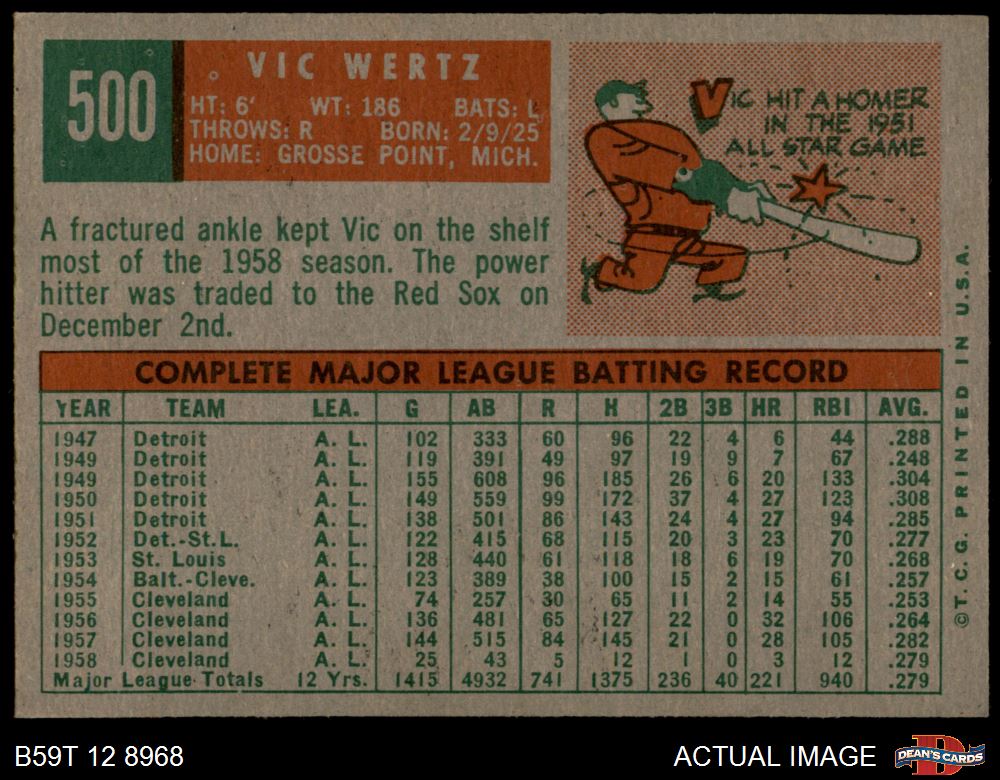 500
VIC WERTZ
HT: 6' WT: 186 BATS: L
THROWS: R BORN: 2/9/25
HOME: GROSSE POINT, MICH.
VIC HIT A HOMER
IN THE 1951
ALL STAR GAME
A fractured ankle kept Vic on the shelf
most of the 1958 season. The power
hitter was traded to the Red Sox on
December 2nd.
COMPLETE MAJOR LEAGUE BATTING RECORD
YEAR TEAM LEA. G AB R H 2B 3B HR RBI AVG.
1947 Detroit A. L. 102 333 60 96 22 4 6 44 .288
1949 Detroit A. L. 119 391 49 97 19 9 7 67 .248
1949 Detroit A. L. 155 608 96 185 26 6 20 133 .304
1950 Detroit A. L. 149 559 99 172 37 4 27 123 .308
1951 Detroit A. L. 138 501 86 143 24 4 27 94 .285
1952 Det.-St.L. A. L. 122 415 68 115 20 3 23 70 .277
1953 St. Louis A. L. 128 440 61 118 18 6 19 70 .268
1954 Balt.-Cleve. A. L. 123 389 38 100 15 2 15 61 .257
1955 Cleveland A. L. 74 257 30 65 11 2 14 55 .253
1956 Cleveland A. L. 136 481 65 127 22 0 32 106 .264
1957 Cleveland A. L. 144 515 84 145 21 0 28 105 .282
1958 Cleveland A. L. 25 43 5 12 1 0 3 12 .279
Major League Totals 12 Yrs. 1415 4932 741 1375 236 40 221 940 .279
©T. C. G. PRINTED IN U.S.A.
B59T 12 8968
ACTUAL IMAGE
DEAN'S CARDS